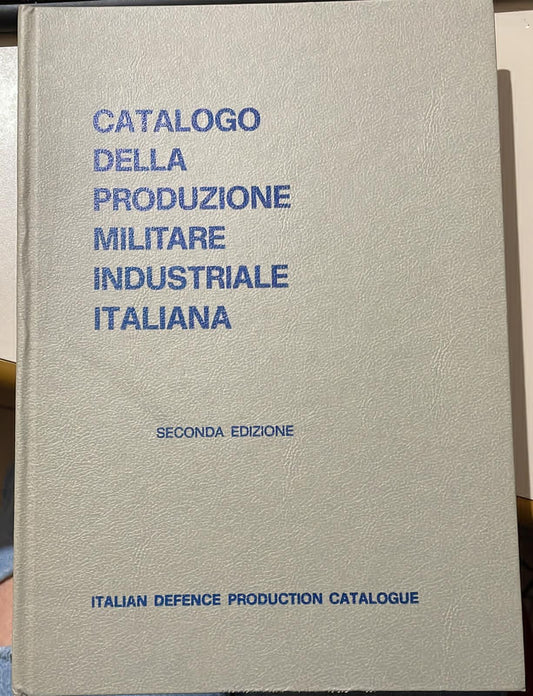 CATALOGO
DELLA
PRODUZIONE
MILITARE
INDUSTRIALE
ITALIANA
SECONDA EDIZIONE
ITALIAN DEFENCE PRODUCTION CATALOGUE